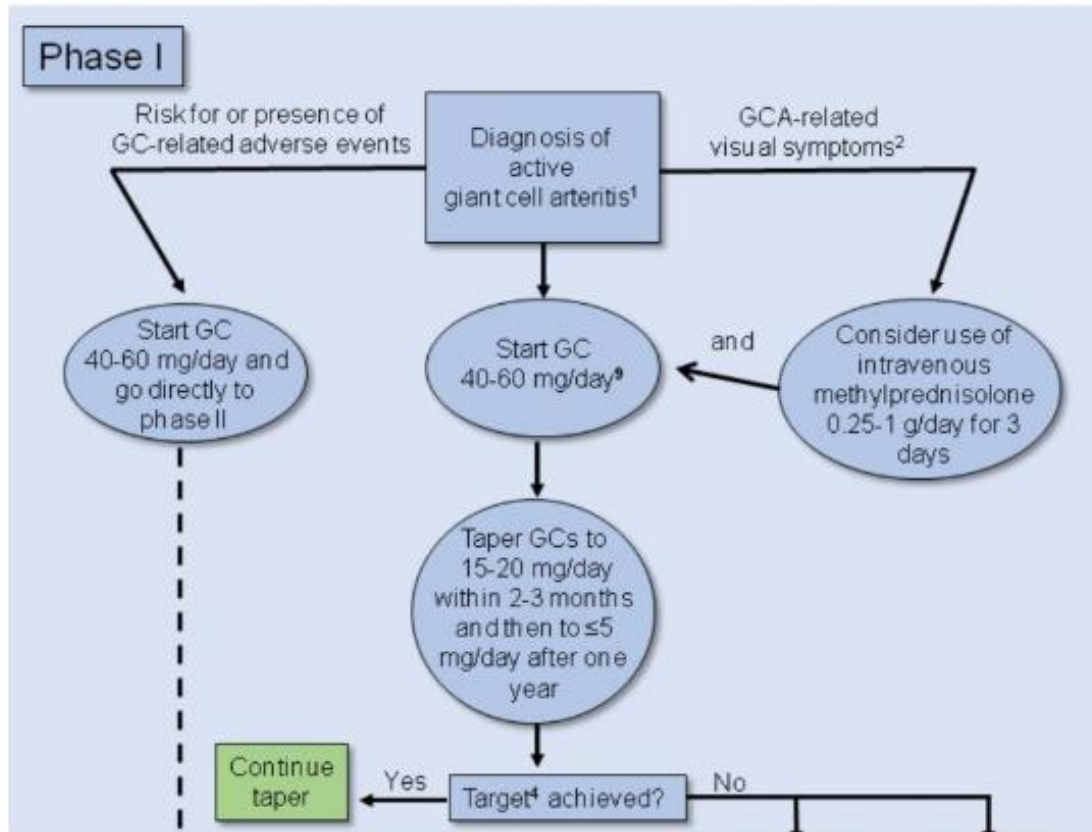 Phase I
Risk for or presence of
GC-related adverse events
Diagnosis of
active
giant cell arteritis¹
GCA-related
visual symptoms²
Start GC
40-60 mg/day and
go directly to
phase II
Start GC
40-60 mg/day⁹
and
Consider use of
intravenous
methylprednisolone
0.25-1 g/day for 3
days
Taper GCs to
15-20 mg/day
within 2-3 months
and then to ≤5
mg/day after one
year
Continue
taper
Yes
Target⁴ achieved?
No